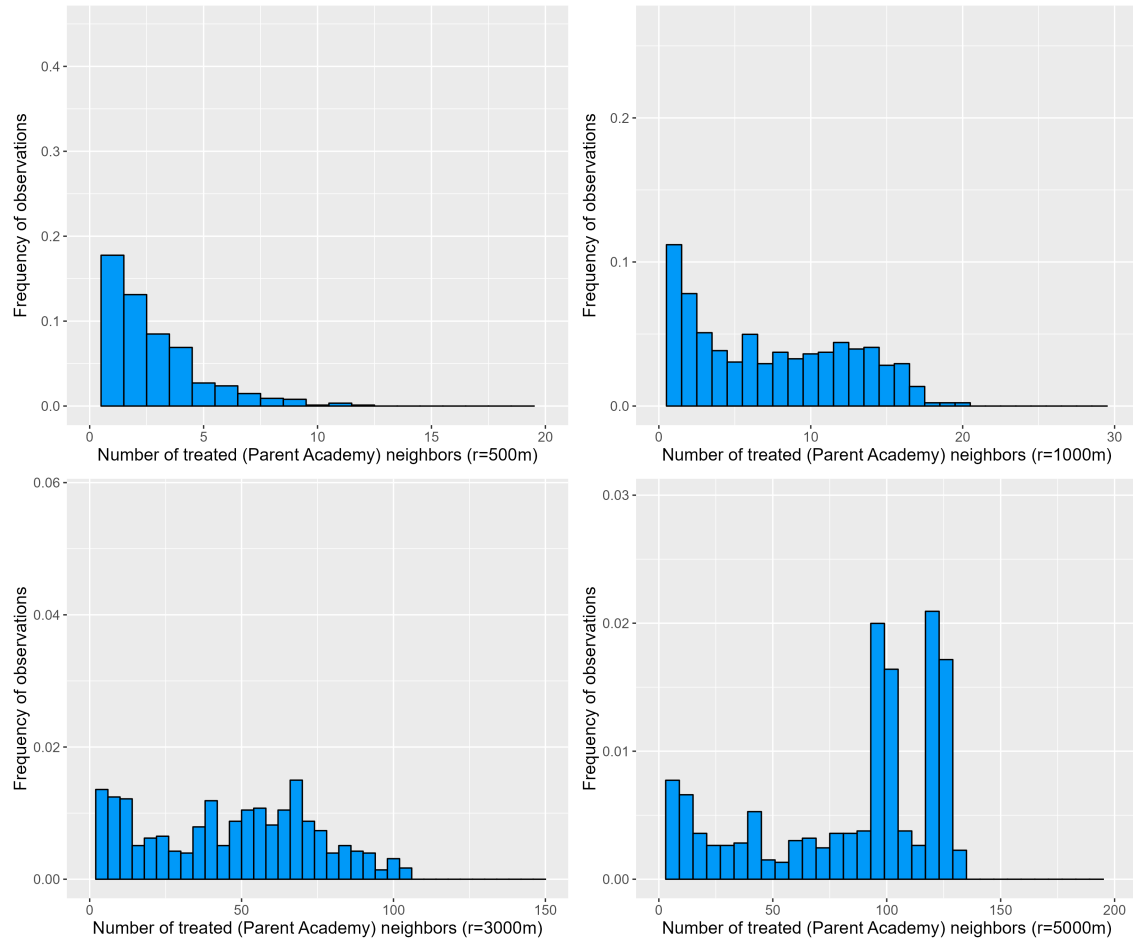 Frequency of observations
0.4
0.3
0.2
0.1
0.0
0 5 10 15 20
Number of treated (Parent Academy) neighbors (r=500m)
Frequency of observations
0.2
0.1
0.0
0 10 20 30
Number of treated (Parent Academy) neighbors (r=1000m)
Frequency of observations
0.06
0.04
0.02
0.00
0 50 100 150
Number of treated (Parent Academy) neighbors (r=3000m)
Frequency of observations
0.03
0.02
0.01
0.00
0 50 100 150 200
Number of treated (Parent Academy) neighbors (r=5000m)